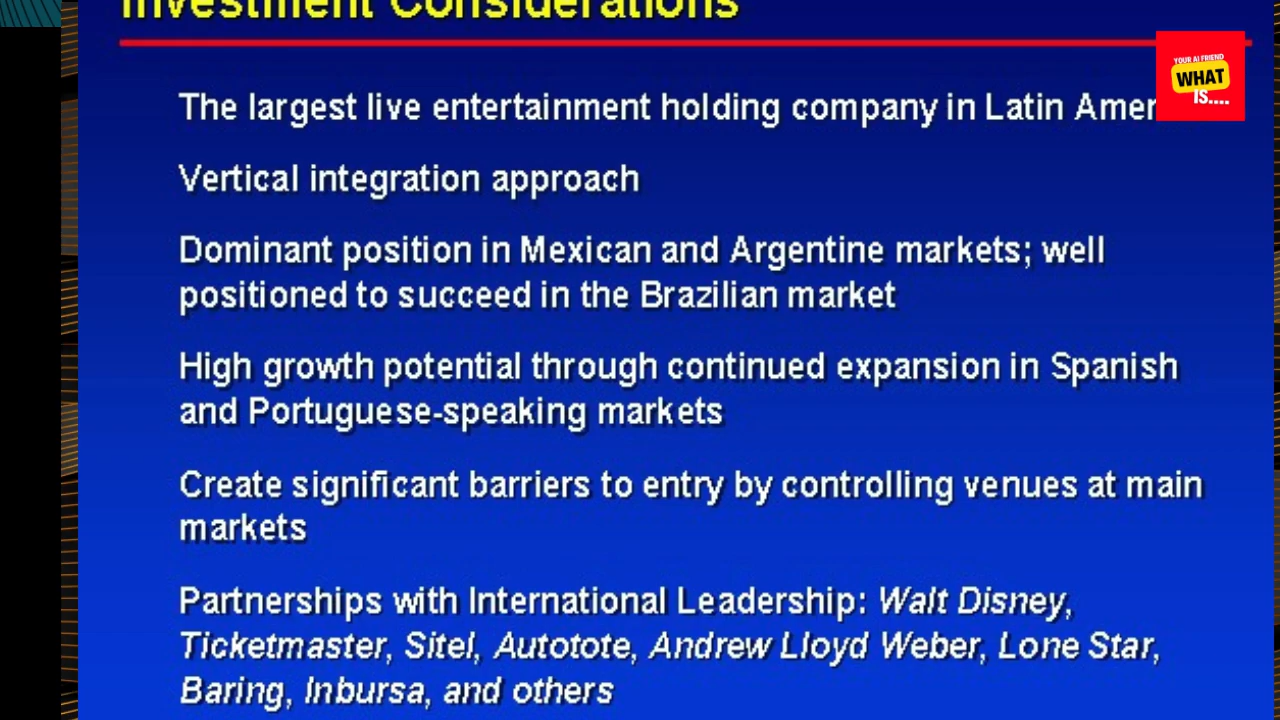 Investment Considerations
YOUR AI FRIEND
WHAT
IS....
The largest live entertainment holding company in Latin Amer
Vertical integration approach
Dominant position in Mexican and Argentine markets; well
positioned to succeed in the Brazilian market
High growth potential through continued expansion in Spanish
and Portuguese-speaking markets
Create significant barriers to entry by controlling venues at main
markets
Partnerships with International Leadership: Walt Disney,
Ticketmaster, Sitel, Autotote, Andrew Lloyd Weber, Lone Star,
Baring, Inbursa, and others